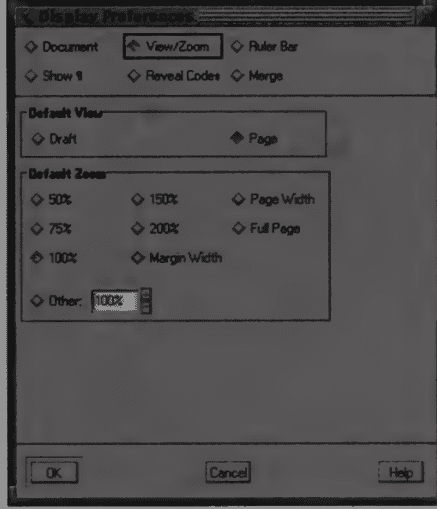 Display Preferences
Document View/Zoom Ruler Bar
Show ¶ Reveal Codes Merge
Default View
Draft Page
Default Zoom
50% 150% Page Width
75% 200% Full Page
100% Margin Width
Other: 100%
OK Cancel Help